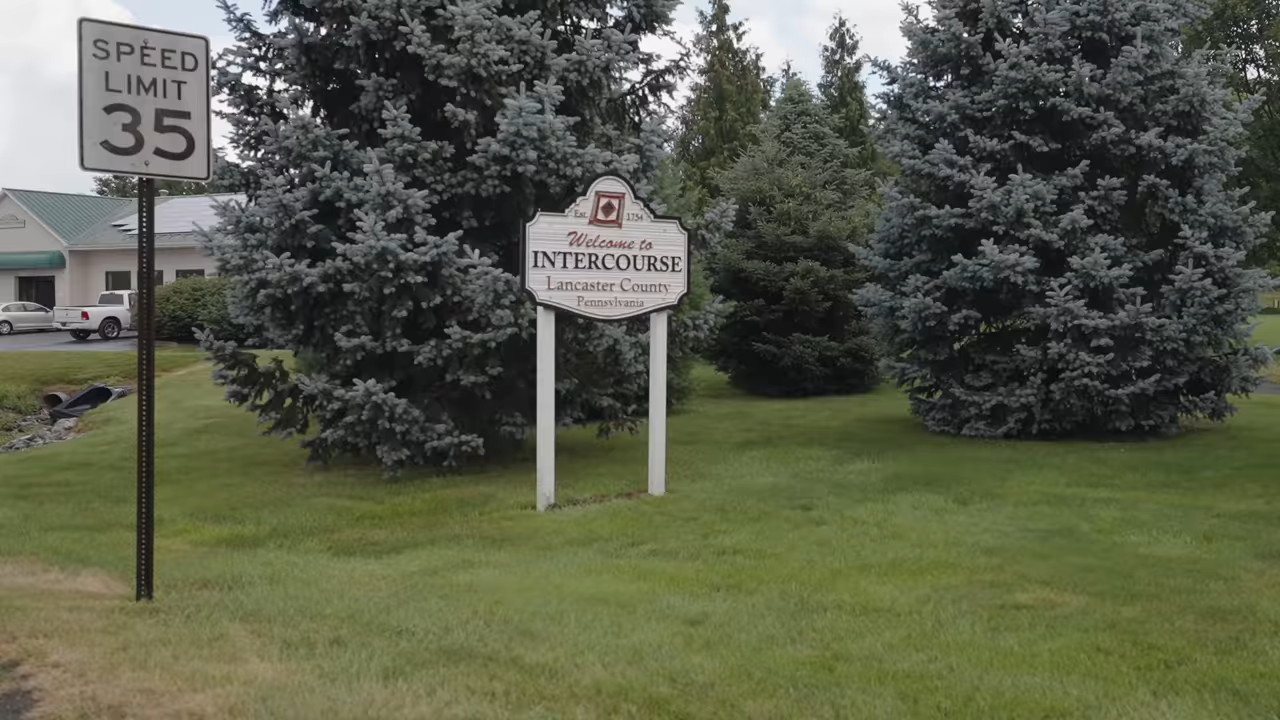 SPEED
LIMIT
35
Est. 1754
Welcome to
INTERCOURSE
Lancaster County
Pennsylvania